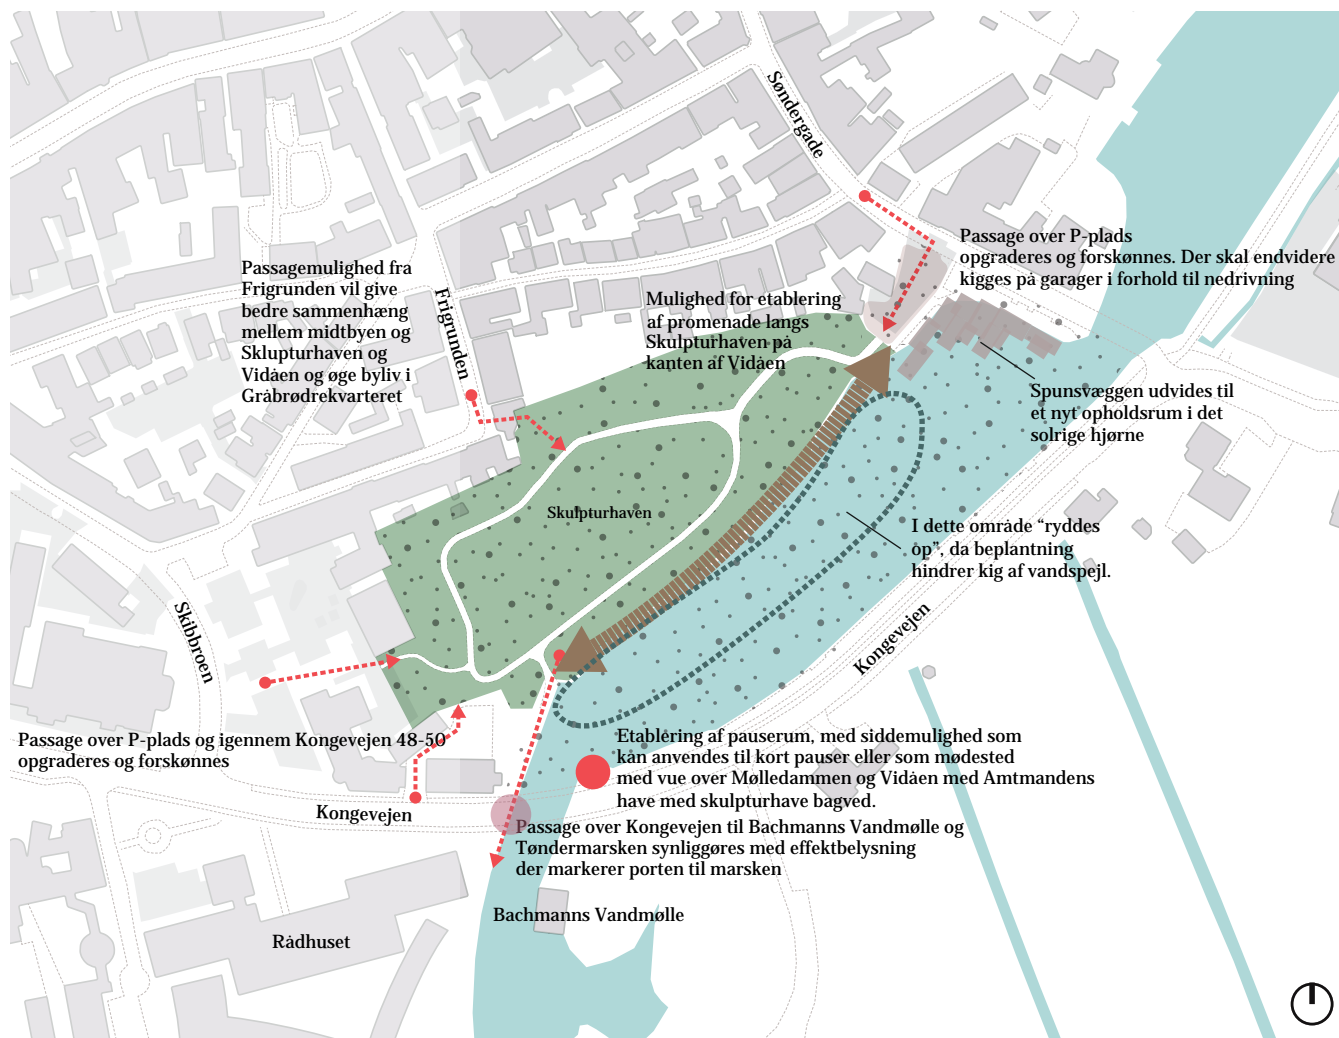 Søndergade
Passage over P-plads
opgraderes og forskønnes. Der skal endvidere
kigges på garager i forhold til nedrivning
Passagemulighed fra
Frigrunden vil give
bedre sammenhæng
mellem midtbyen og
Sklupturhaven og
Vidåen og øge byliv i
Gråbrødrekvarteret
Frigrunden
Mulighed for etablering
af promenade langs
Skulpturhaven på
kanten af Vidåen
Spunsvæggen udvides til
et nyt opholdsrum i det
solrige hjørne
Skulpturhaven
I dette område “ryddes
op”, da beplantning
hindrer kig af vandspejl.
Skibbroen
Kongevejen
Passage over P-plads og igennem Kongevejen 48-50
opgraderes og forskønnes
Etablering af pauserum, med siddemulighed som
kan anvendes til kort pauser eller som mødested
med vue over Mølledammen og Vidåen med Amtmandens
have med skulpturhave bagved.
Kongevejen
Passage over Kongevejen til Bachmanns Vandmølle og
Tøndermarsken synliggøres med effektbelysning
der markerer porten til marsken
Bachmanns Vandmølle
Rådhuset